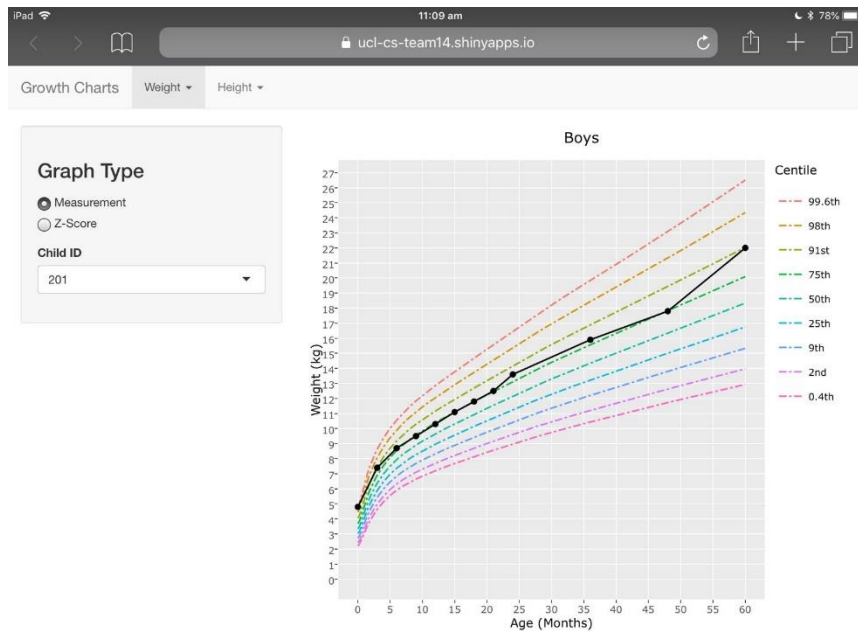 iPad 11:09 am 78%
ucl-cs-team14.shinyapps.io
Growth Charts Weight Height
Graph Type
Measurement
Z-Score
Child ID
201
Boys
Weight (kg)
27
26
25
24
23
22
21
20
19
18
17
16
15
14
13
12
11
10
9
8
7
6
5
4
3
2
1
0
0 5 10 15 20 25 30 35 40 45 50 55 60
Age (Months)
Centile
99.6th
98th
91st
75th
50th
25th
9th
2nd
0.4th